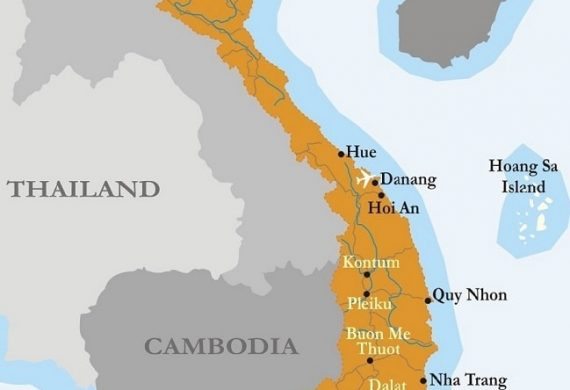 Hue
Danang
Hoi An
Hoang Sa
Island
THAILAND
Kontum
Pleiku
Quy Nhon
Buon Me
Thuot
CAMBODIA
Nha Trang
Dalat